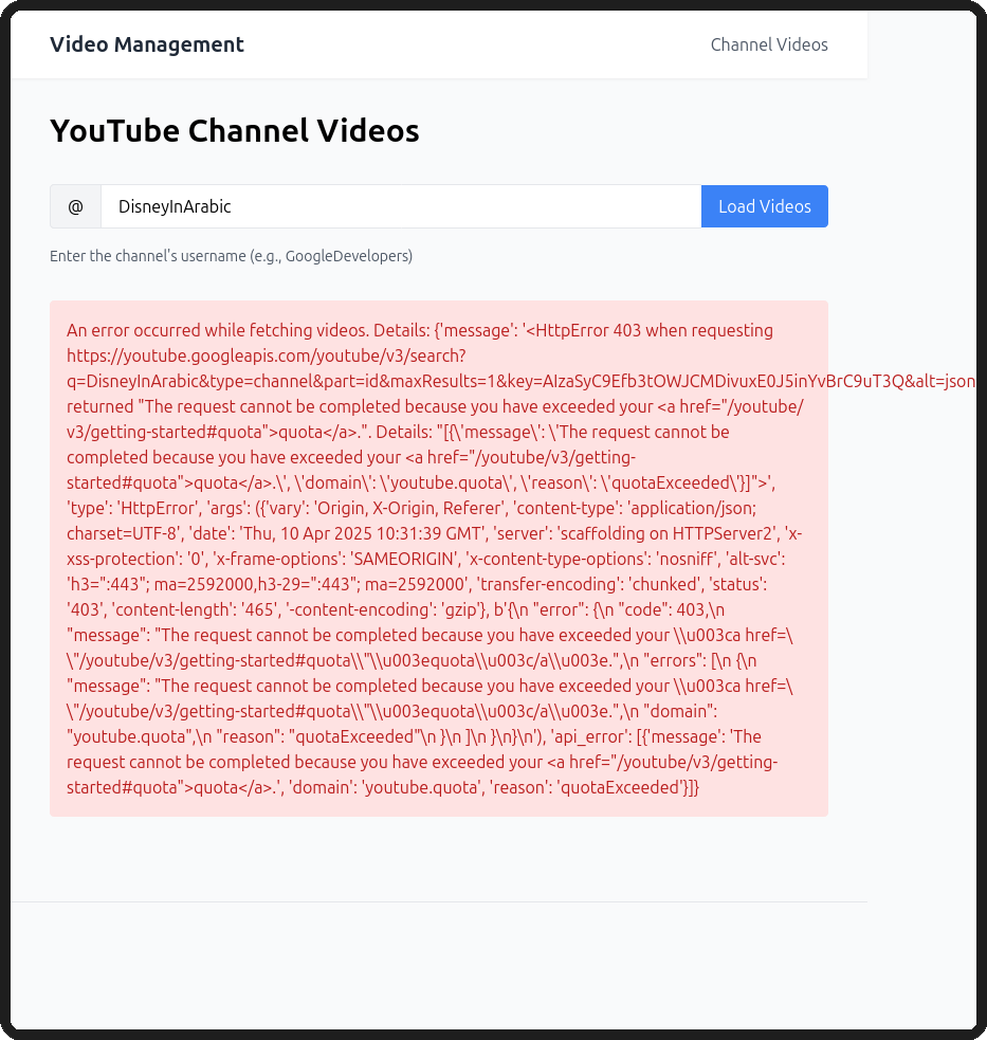 Video Management
Channel Videos
YouTube Channel Videos
@
DisneyInArabic
Load Videos
Enter the channel's username (e.g., GoogleDevelopers)
An error occurred while fetching videos. Details: {'message': '<HttpError 403 when requesting
https://youtube.googleapis.com/youtube/v3/search?
q=DisneyInArabic&type=channel&part=id&maxResults=1&key=AIzaSyC9Efb3tOWJCMDivuxE0J5inYvBrC9uT3Q&alt=json
returned "The request cannot be completed because you have exceeded your <a href="/youtube/
v3/getting-started#quota">quota</a>.". Details: "[{\'message\': \'The request cannot be
completed because you have exceeded your <a href="/youtube/v3/getting-
started#quota">quota</a>.\', \'domain\': \'youtube.quota\', \'reason\': \'quotaExceeded\'}]">',
'type': 'HttpError', 'args': ({'vary': 'Origin, X-Origin, Referer', 'content-type': 'application/json;
charset=UTF-8', 'date': 'Thu, 10 Apr 2025 10:31:39 GMT', 'server': 'scaffolding on HTTPServer2', 'x-
xss-protection': '0', 'x-frame-options': 'SAMEORIGIN', 'x-content-type-options': 'nosniff', 'alt-svc':
'h3=":443"; ma=2592000,h3-29=":443"; ma=2592000', 'transfer-encoding': 'chunked', 'status':
'403', 'content-length': '465', '-content-encoding': 'gzip'}, b'{\n "error": {\n "code": 403,\n
"message": "The request cannot be completed because you have exceeded your \\u003ca href=\
\"/youtube/v3/getting-started#quota\\"\\u003equota\\u003c/a\\u003e.",\n "errors": [\n {\n
"message": "The request cannot be completed because you have exceeded your \\u003ca href=\
\"/youtube/v3/getting-started#quota\\"\\u003equota\\u003c/a\\u003e.",\n "domain":
"youtube.quota",\n "reason": "quotaExceeded"\n }\n ]\n }\n}\n'), 'api_error': [{'message': 'The
request cannot be completed because you have exceeded your <a href="/youtube/v3/getting-
started#quota">quota</a>.', 'domain': 'youtube.quota', 'reason': 'quotaExceeded'}]}